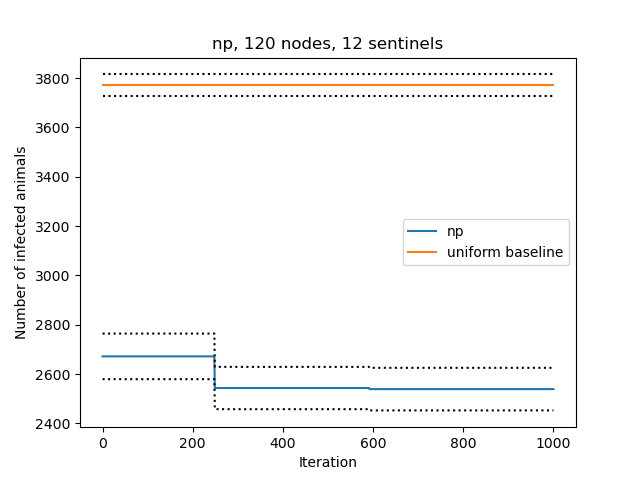 np, 120 nodes, 12 sentinels
Number of infected animals
3800
3600
3400
3200
3000
2800
2600
2400
np
uniform baseline
0
200
400
600
800
1000
Iteration